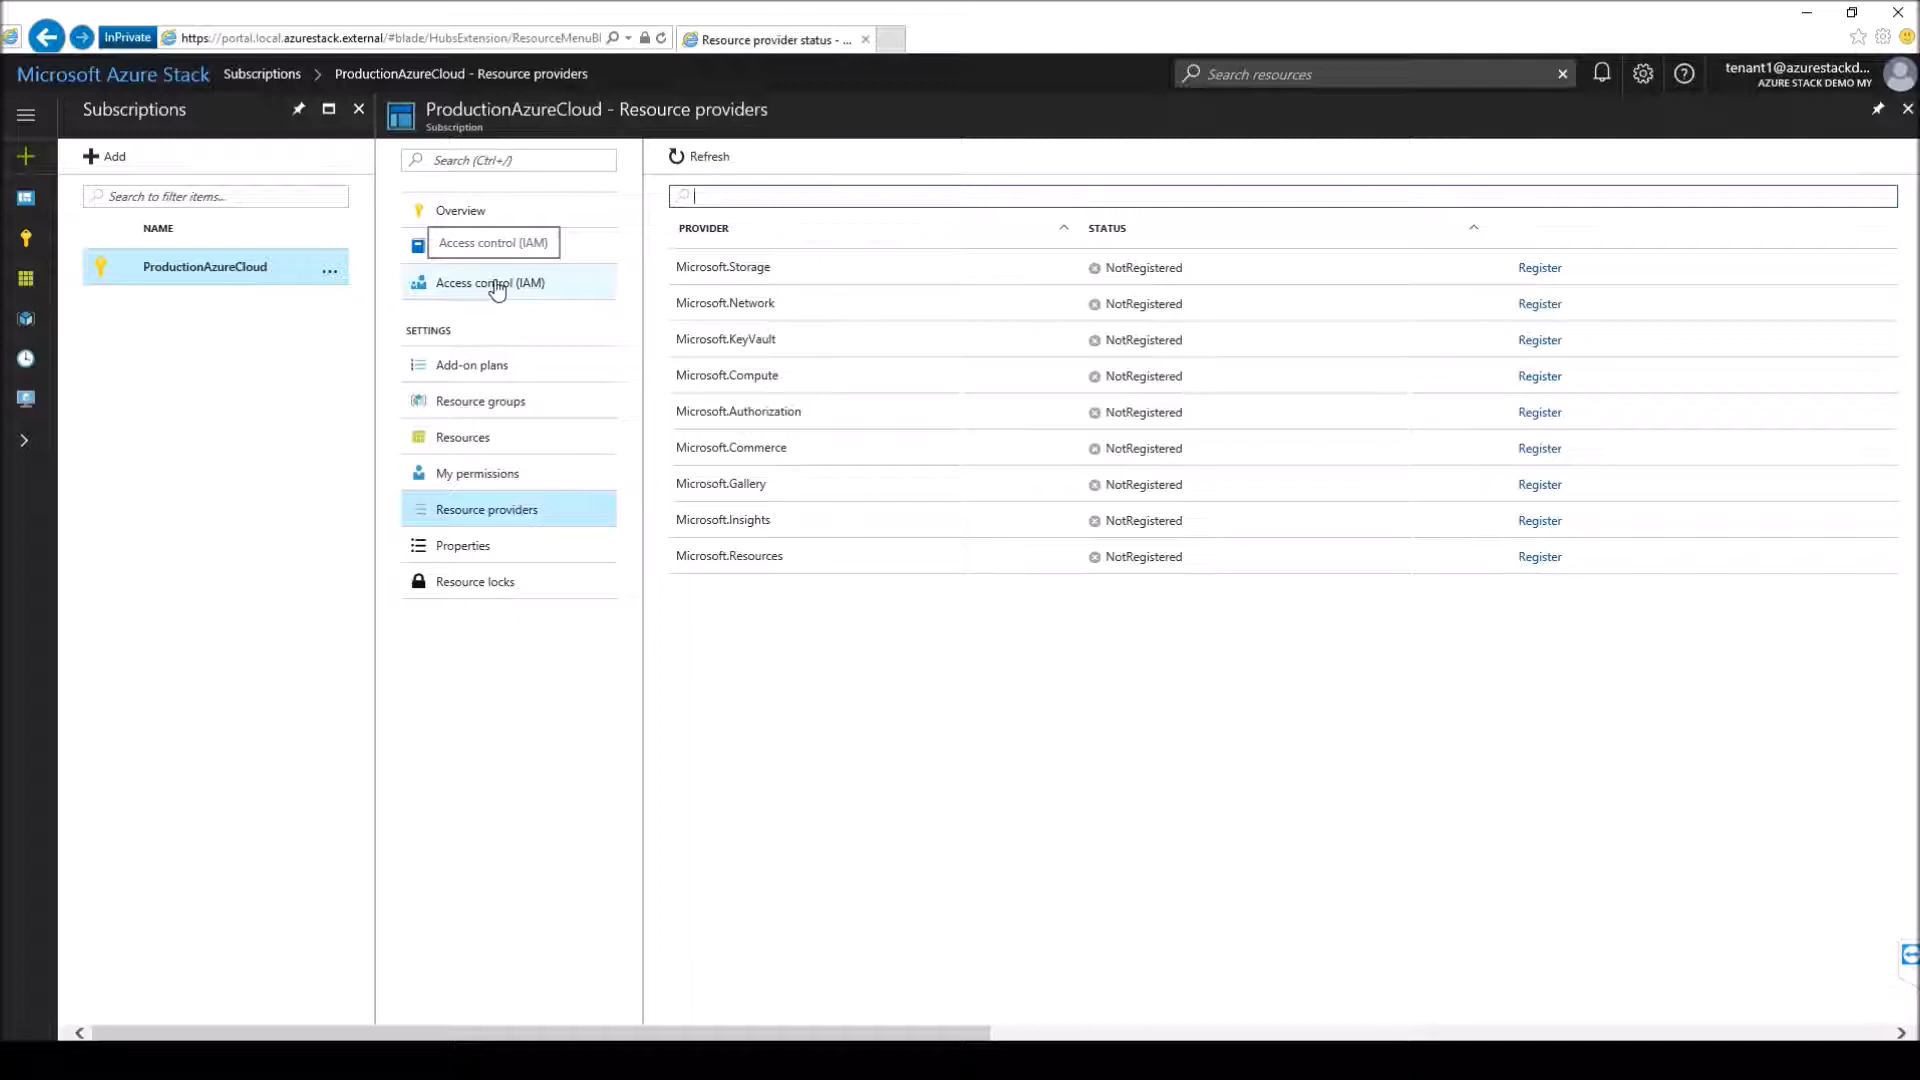 InPrivate
https://portal.local.azurestack.external/#blade/HubsExtension/ResourceMenuBl
Resource provider status - ...
Microsoft Azure Stack
Subscriptions
ProductionAzureCloud - Resource providers
Search resources
tenant1@azurestackd...
AZURE STACK DEMO MY
Subscriptions
ProductionAzureCloud - Resource providers
Subscription
Add
Search to filter items...
NAME
ProductionAzureCloud
...
Search (Ctrl+/)
Overview
Access control (IAM)
Access control (IAM)
SETTINGS
Add-on plans
Resource groups
Resources
My permissions
Resource providers
Properties
Resource locks
Refresh
PROVIDER STATUS
Microsoft.Storage NotRegistered Register
Microsoft.Network NotRegistered Register
Microsoft.KeyVault NotRegistered Register
Microsoft.Compute NotRegistered Register
Microsoft.Authorization NotRegistered Register
Microsoft.Commerce NotRegistered Register
Microsoft.Gallery NotRegistered Register
Microsoft.Insights NotRegistered Register
Microsoft.Resources NotRegistered Register